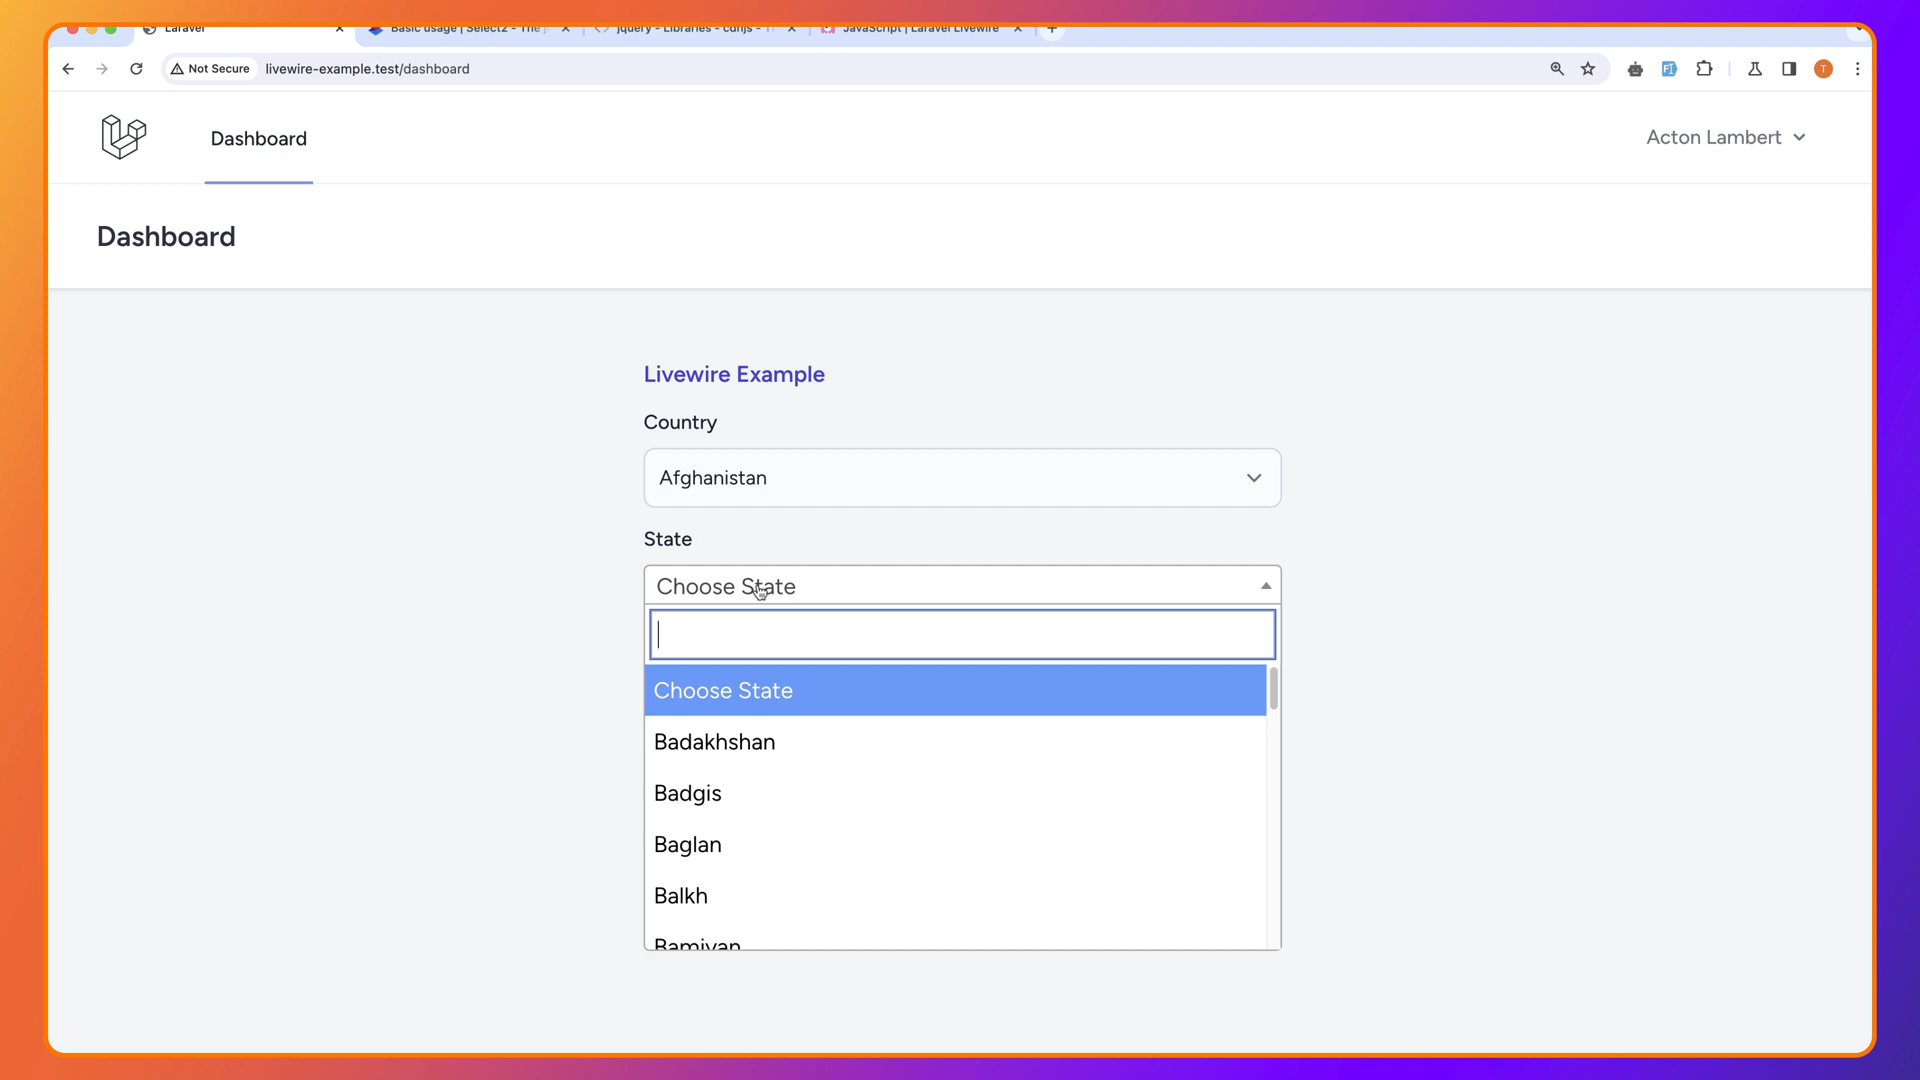 Laravel
Basic usage | Select2 - The j
jquery - Libraries - cdnjs - T
JavaScript | Laravel Livewire
Not Secure
livewire-example.test/dashboard
T
Dashboard
Acton Lambert
Dashboard
Livewire Example
Country
Afghanistan
State
Choose State
Choose State
Badakhshan
Badgis
Baglan
Balkh
Bamiyan